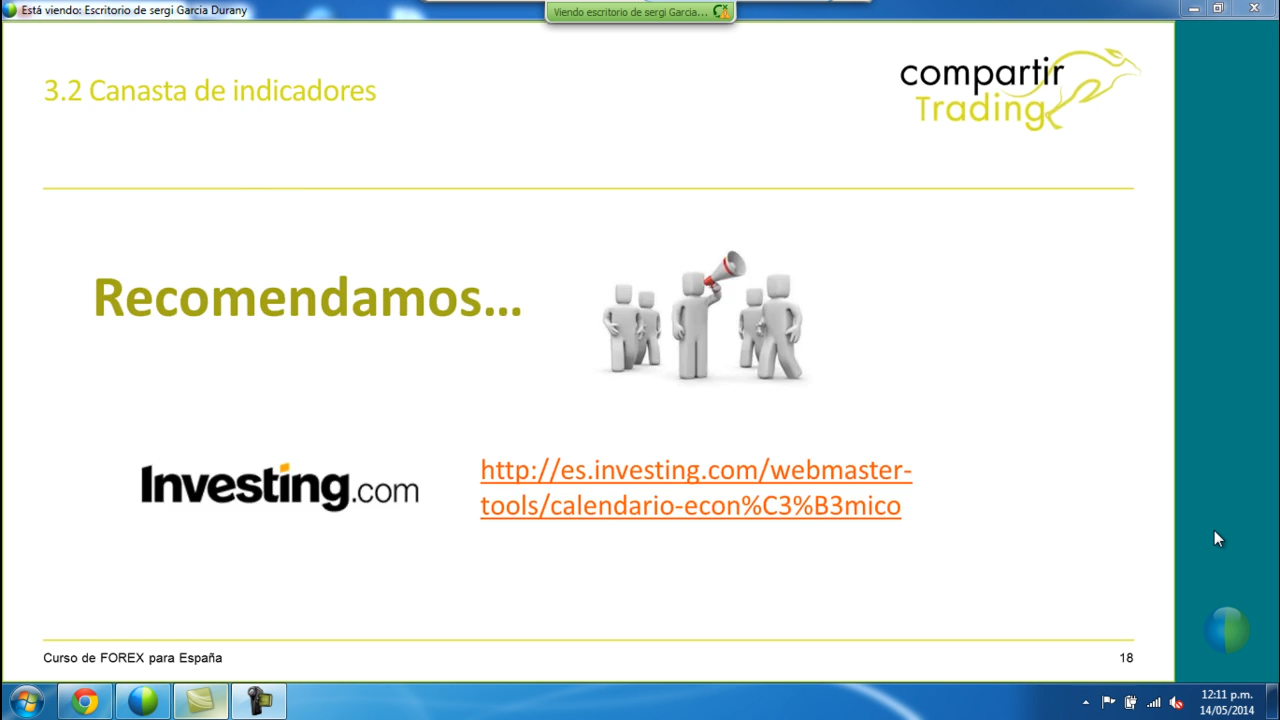 Está viendo: Escritorio de sergi Garcia Durany
Viendo escritorio de sergi Garcia...
3.2 Canasta de indicadores
compartir
Trading
Recomendamos...
Investing.com
http://es.investing.com/webmaster-
tools/calendario-econ%C3%B3mico
Curso de FOREX para España
18
12:11 p.m.
14/05/2014